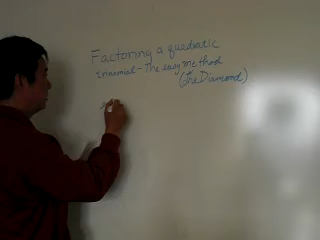 Factoring a quadratic
trinomial - The easy method
(The Diamond)